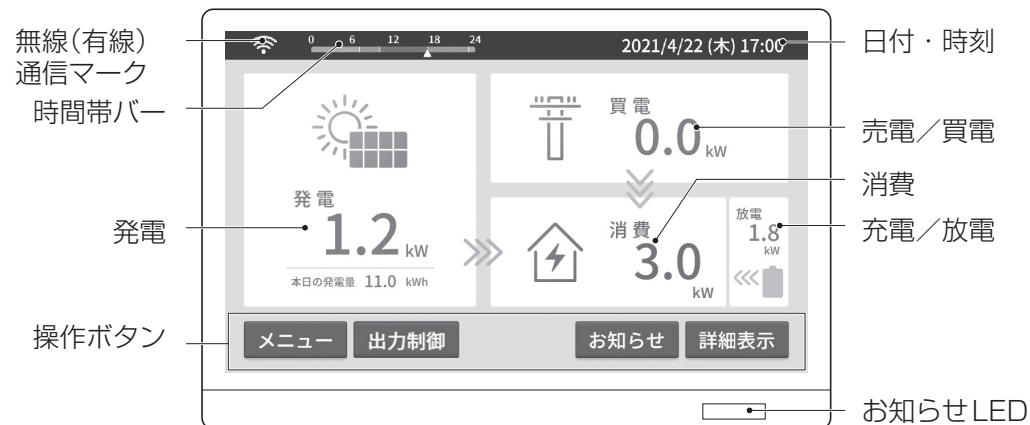 無線（有線）
通信マーク
時間帯バー
発電
操作ボタン
0 6 12 18 24
2021/4/22 (木) 17:00
発電
1.2 kW
本日の発電量 11.0 kWh
買電
0.0 kW
消費
3.0 kW
放電
1.8 kW
メニュー 出力制御 お知らせ 詳細表示
日付・時刻
売電／買電
消費
充電／放電
お知らせLED